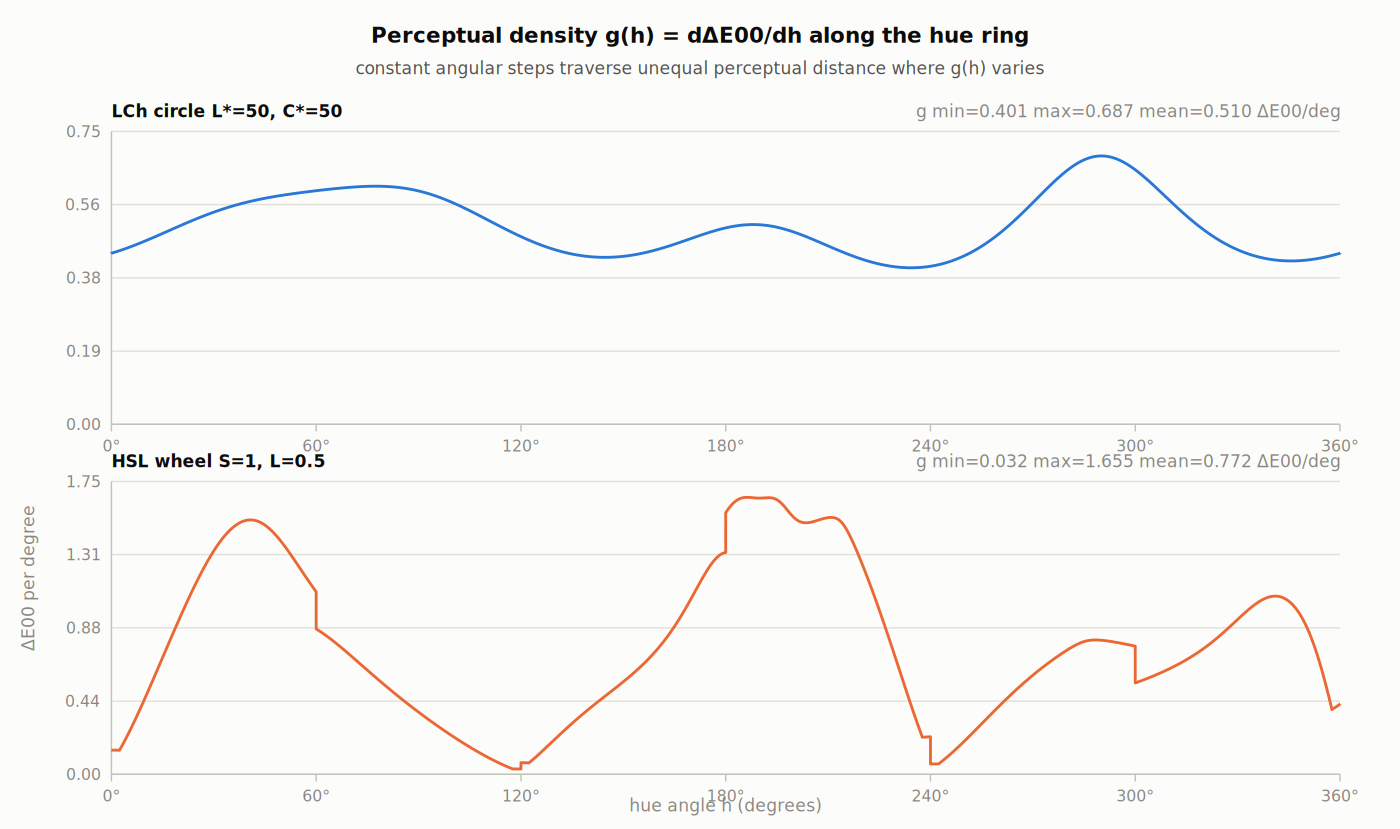 Perceptual density g(h) = dΔE00/dh along the hue ring
constant angular steps traverse unequal perceptual distance where g(h) varies
LCh circle L*=50, C*=50
g min=0.401 max=0.687 mean=0.510 ΔE00/deg
0.75
0.56
0.38
0.19
0.00
0° 60° 120° 180° 240° 300° 360°
HSL wheel S=1, L=0.5
g min=0.032 max=1.655 mean=0.772 ΔE00/deg
1.75
1.31
0.88
0.44
0.00
ΔE00 per degree
0° 60° 120° 180° 240° 300° 360°
hue angle h (degrees)